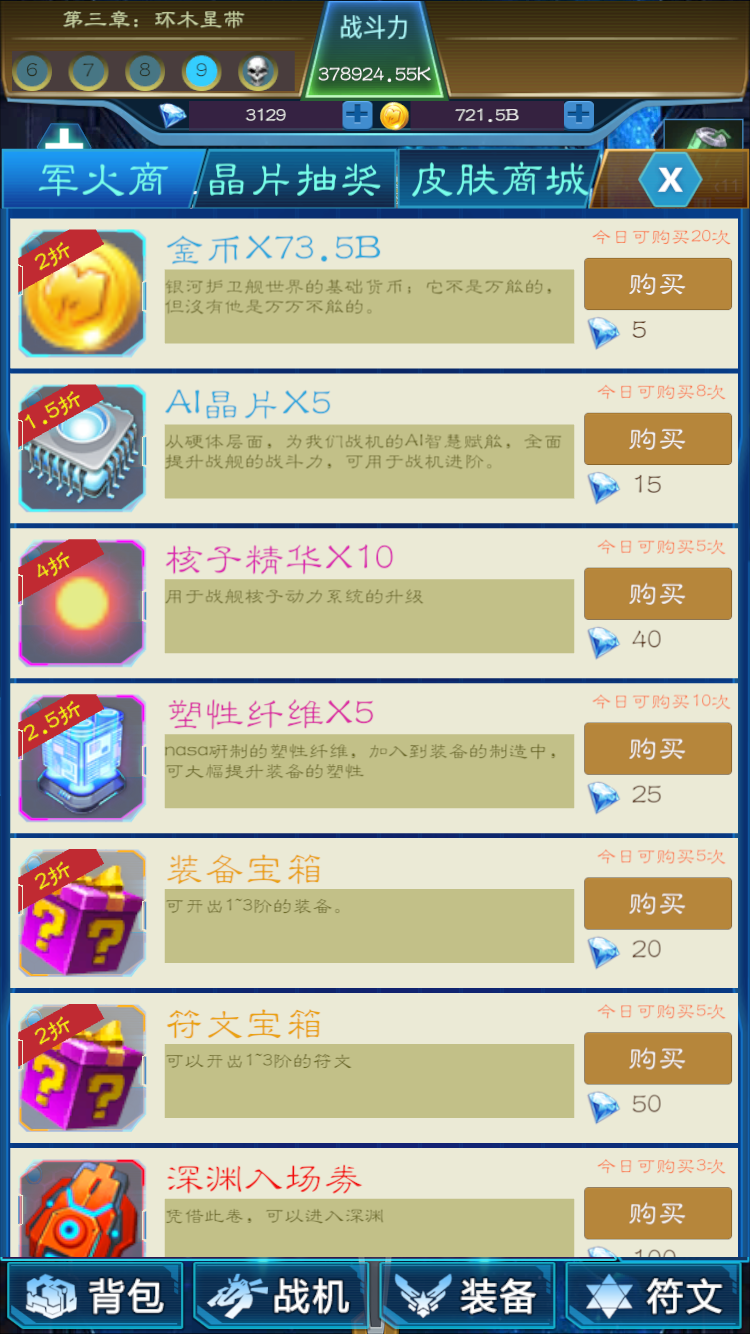 第三章：环木星带
战斗力
6 7 8 9
378924.55K
3129
721.5B
军火商
晶片抽奖
皮肤商城
X
2折
金币X73.5B
今日可购买20次
银河护卫舰世界的基础货币；它不是万能的，
但没有他是万万不能的。
购买
5
1.5折
AI晶片X5
今日可购买8次
从硬体层面，为我们战机的AI智慧赋能，全面
提升战舰的战斗力，可用于战机进阶。
购买
15
4折
核子精华X10
今日可购买5次
用于战舰核子动力系统的升级
购买
40
2.5折
塑性纤维X5
今日可购买10次
nasa研制的塑性纤维，加入到装备的制造中，
可大幅提升装备的塑性
购买
25
2折
装备宝箱
今日可购买5次
可开出1~3阶的装备。
购买
20
2折
符文宝箱
今日可购买5次
可以开出1~3阶的符文
购买
50
深渊入场券
今日可购买3次
凭借此卷，可以进入深渊
购买
100
背包
战机
装备
符文